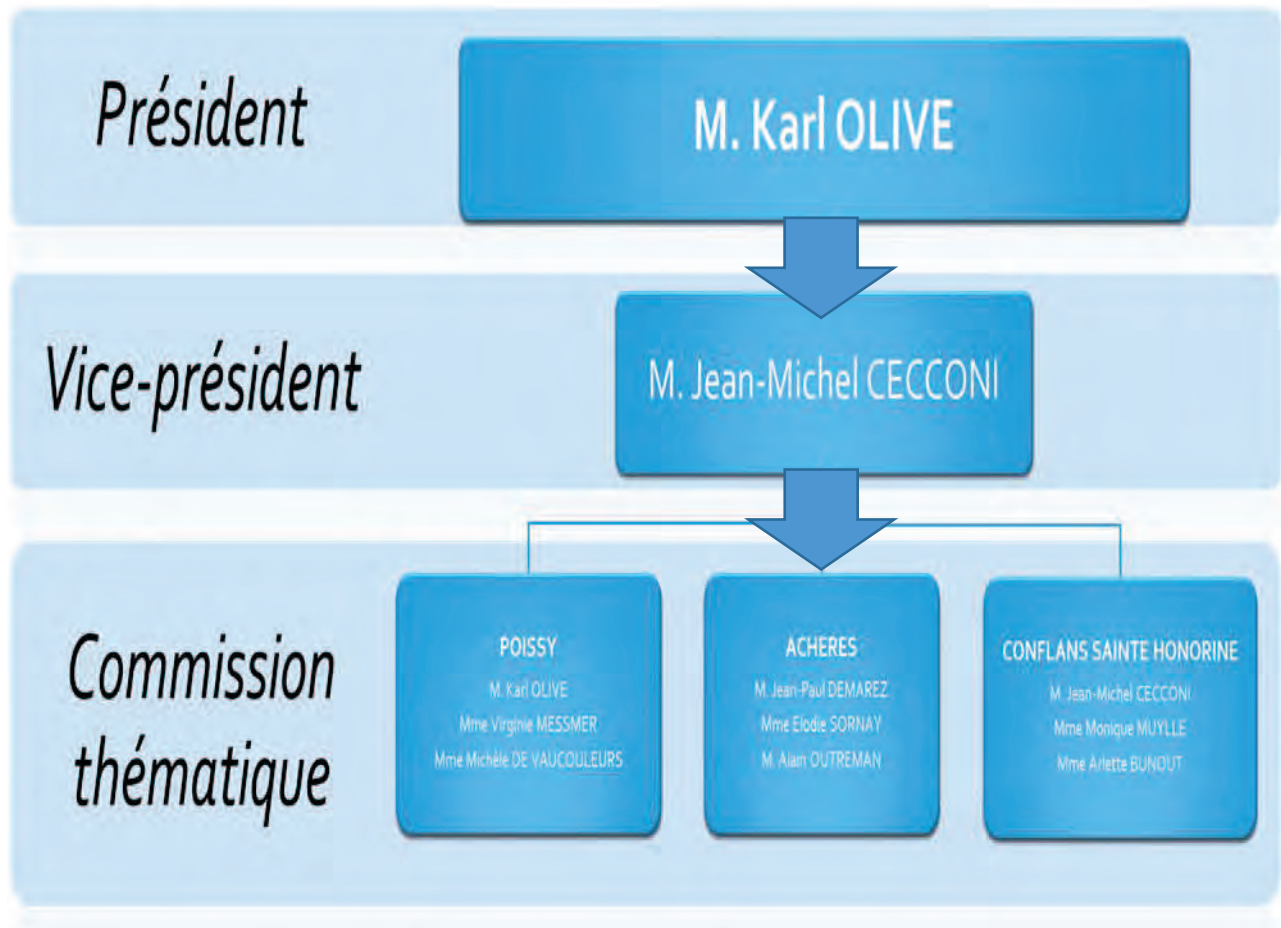 Président
M. Karl OLIVE
Vice-président
M. Jean-Michel CECCONI
Commission
thématique
POISSY
M. Karl OLIVE
Mme Virginie MESSMER
Mme Michèle DE VAUCOULEURS
ACHERES
M. Jean-Paul DEMAREZ
Mme Elodie SORNAY
M. Alain OUTREMAN
CONFLANS SAINTE HONORINE
M. Jean-Michel CECCONI
Mme Monique MUYLLE
Mme Arlette BUNOUT